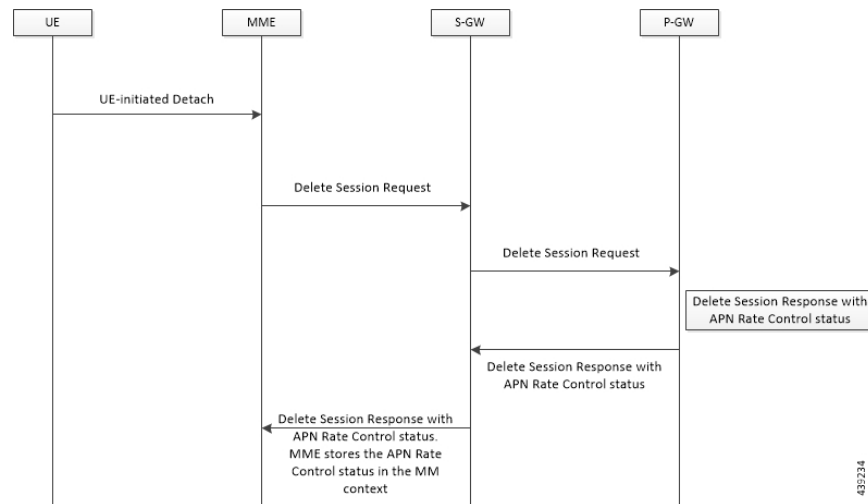 UE
MME
S-GW
P-GW
UE-initiated Detach
Delete Session Request
Delete Session Request
Delete Session Response with
APN Rate Control status
Delete Session Response with
APN Rate Control status
Delete Session Response with
APN Rate Control status.
MME stores the APN Rate
Control status in the MM
context
439234